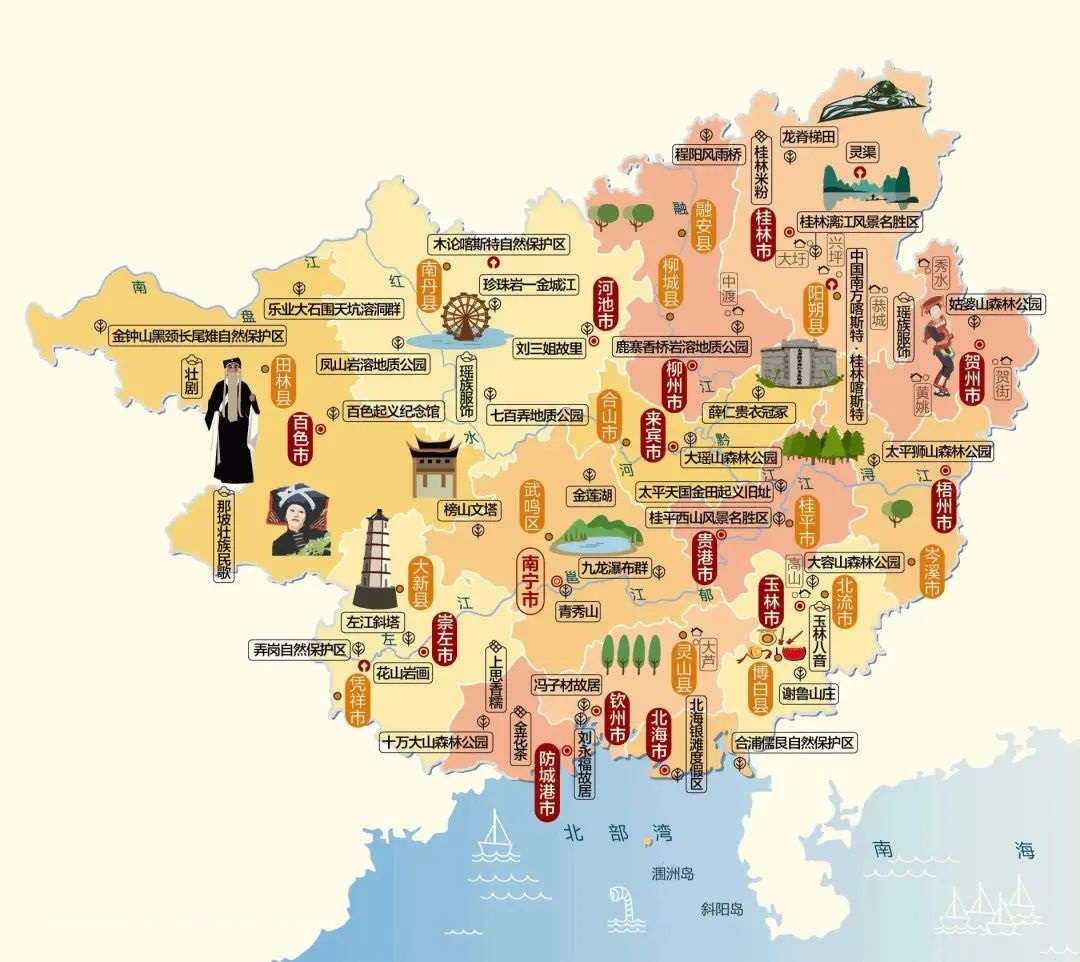 程阳风雨桥
桂林米粉
龙脊梯田
灵渠
融
融安县
桂林市
桂林漓江风景名胜区
木论喀斯特自然保护区
大圩
兴坪
秀水
江
红
南丹县
珍珠岩一金城江
柳城县
中渡
阳朔县
中国南方喀斯特·桂林喀斯特
恭城
瑶族服饰
姑婆山森林公园
南
盘
乐业大石围天坑溶洞群
河池市
金钟山黑颈长尾雉自然保护区
刘三姐故里
鹿寨香桥岩溶地质公园
壮剧
田林县
凤山岩溶地质公园
瑶族服饰
柳州市
江
贺州市
贺街
黄姚
百色市
百色起义纪念馆
七百弄地质公园
合山市
来宾市
薛仁贵衣冠冢
水
黔
大瑶山森林公园
太平狮山森林公园
河
浔
江
江
江
武鸣区
金莲湖
太平天国金田起义旧址
梧州市
那坡壮族民歌
榜山文塔
桂平西山风景名胜区
桂平市
贵港市
南宁市
九龙瀑布群
高山
大容山森林公园
岑溪市
大新县
邕
江
郁
玉林市
北流市
青秀山
江
左江斜塔
左
崇左市
玉林八音
弄岗自然保护区
花山岩画
上思香糯
灵山县
大芦
博白县
谢鲁山庄
凭祥市
冯子材故居
钦州市
北海市
北海银滩度假区
十万大山森林公园
金花茶
刘永福故居
合浦儒艮自然保护区
防城港市
北部湾
南海
涠洲岛
斜阳岛